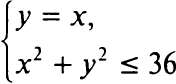 y = x,
x² + y² ≤ 36